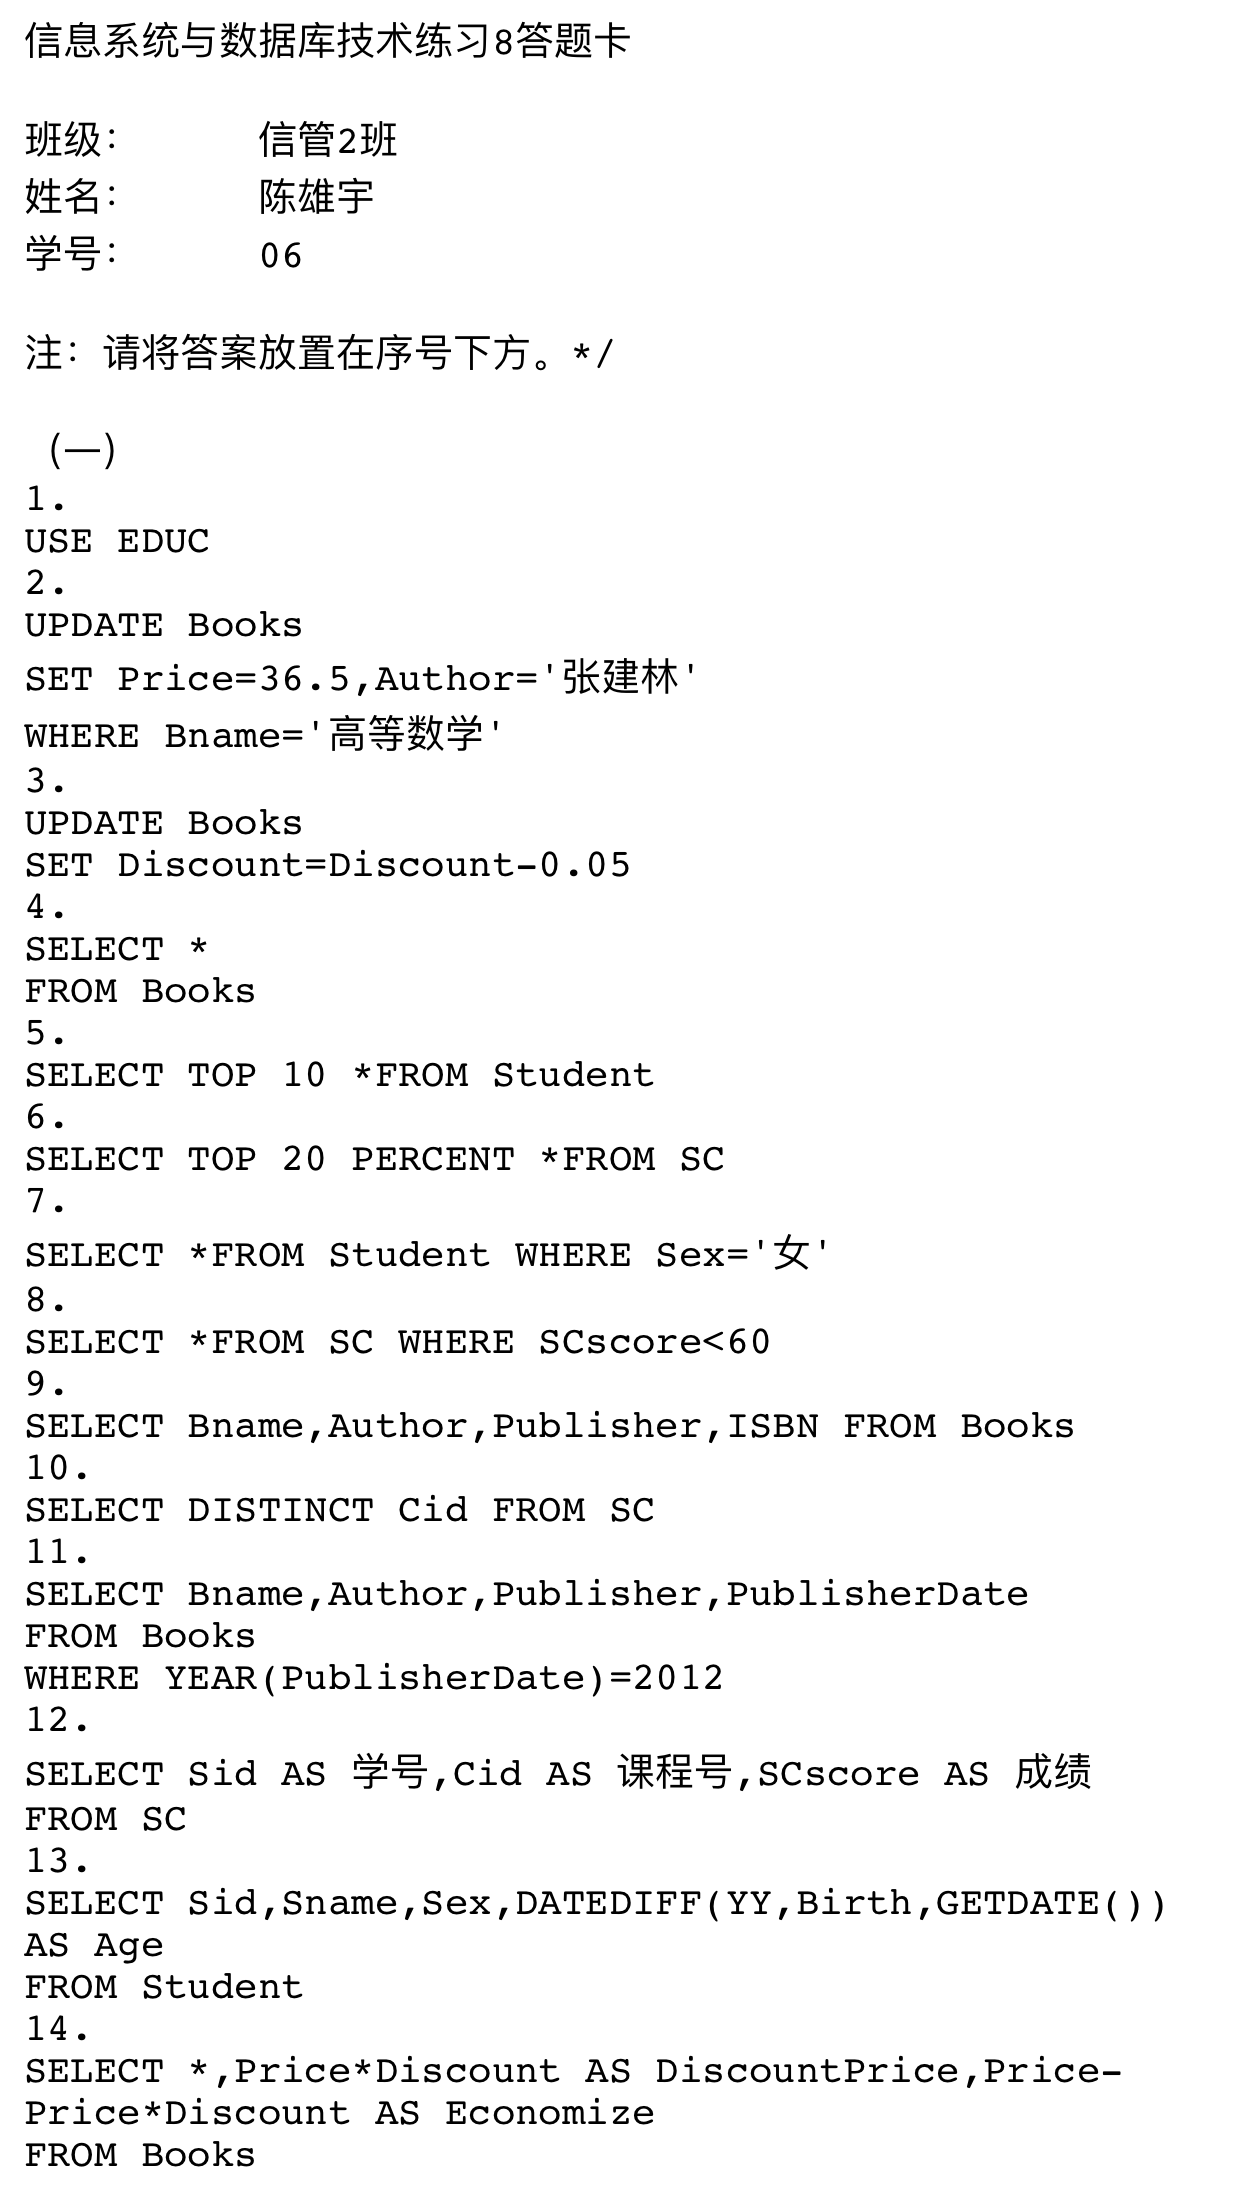 信息系统与数据库技术练习8答题卡
班级： 信管2班
姓名： 陈雄宇
学号： 06
注：请将答案放置在序号下方。*/
(一)
1.
USE EDUC
2.
UPDATE Books
SET Price=36.5,Author='张建林'
WHERE Bname='高等数学'
3.
UPDATE Books
SET Discount=Discount-0.05
4.
SELECT *
FROM Books
5.
SELECT TOP 10 *FROM Student
6.
SELECT TOP 20 PERCENT *FROM SC
7.
SELECT *FROM Student WHERE Sex='女'
8.
SELECT *FROM SC WHERE SCscore<60
9.
SELECT Bname,Author,Publisher,ISBN FROM Books
10.
SELECT DISTINCT Cid FROM SC
11.
SELECT Bname,Author,Publisher,PublisherDate
FROM Books
WHERE YEAR(PublisherDate)=2012
12.
SELECT Sid AS 学号,Cid AS 课程号,SCscore AS 成绩
FROM SC
13.
SELECT Sid,Sname,Sex,DATEDIFF(YY,Birth,GETDATE())
AS Age
FROM Student
14.
SELECT *,Price*Discount AS DiscountPrice,Price-
Price*Discount AS Economize
FROM Books